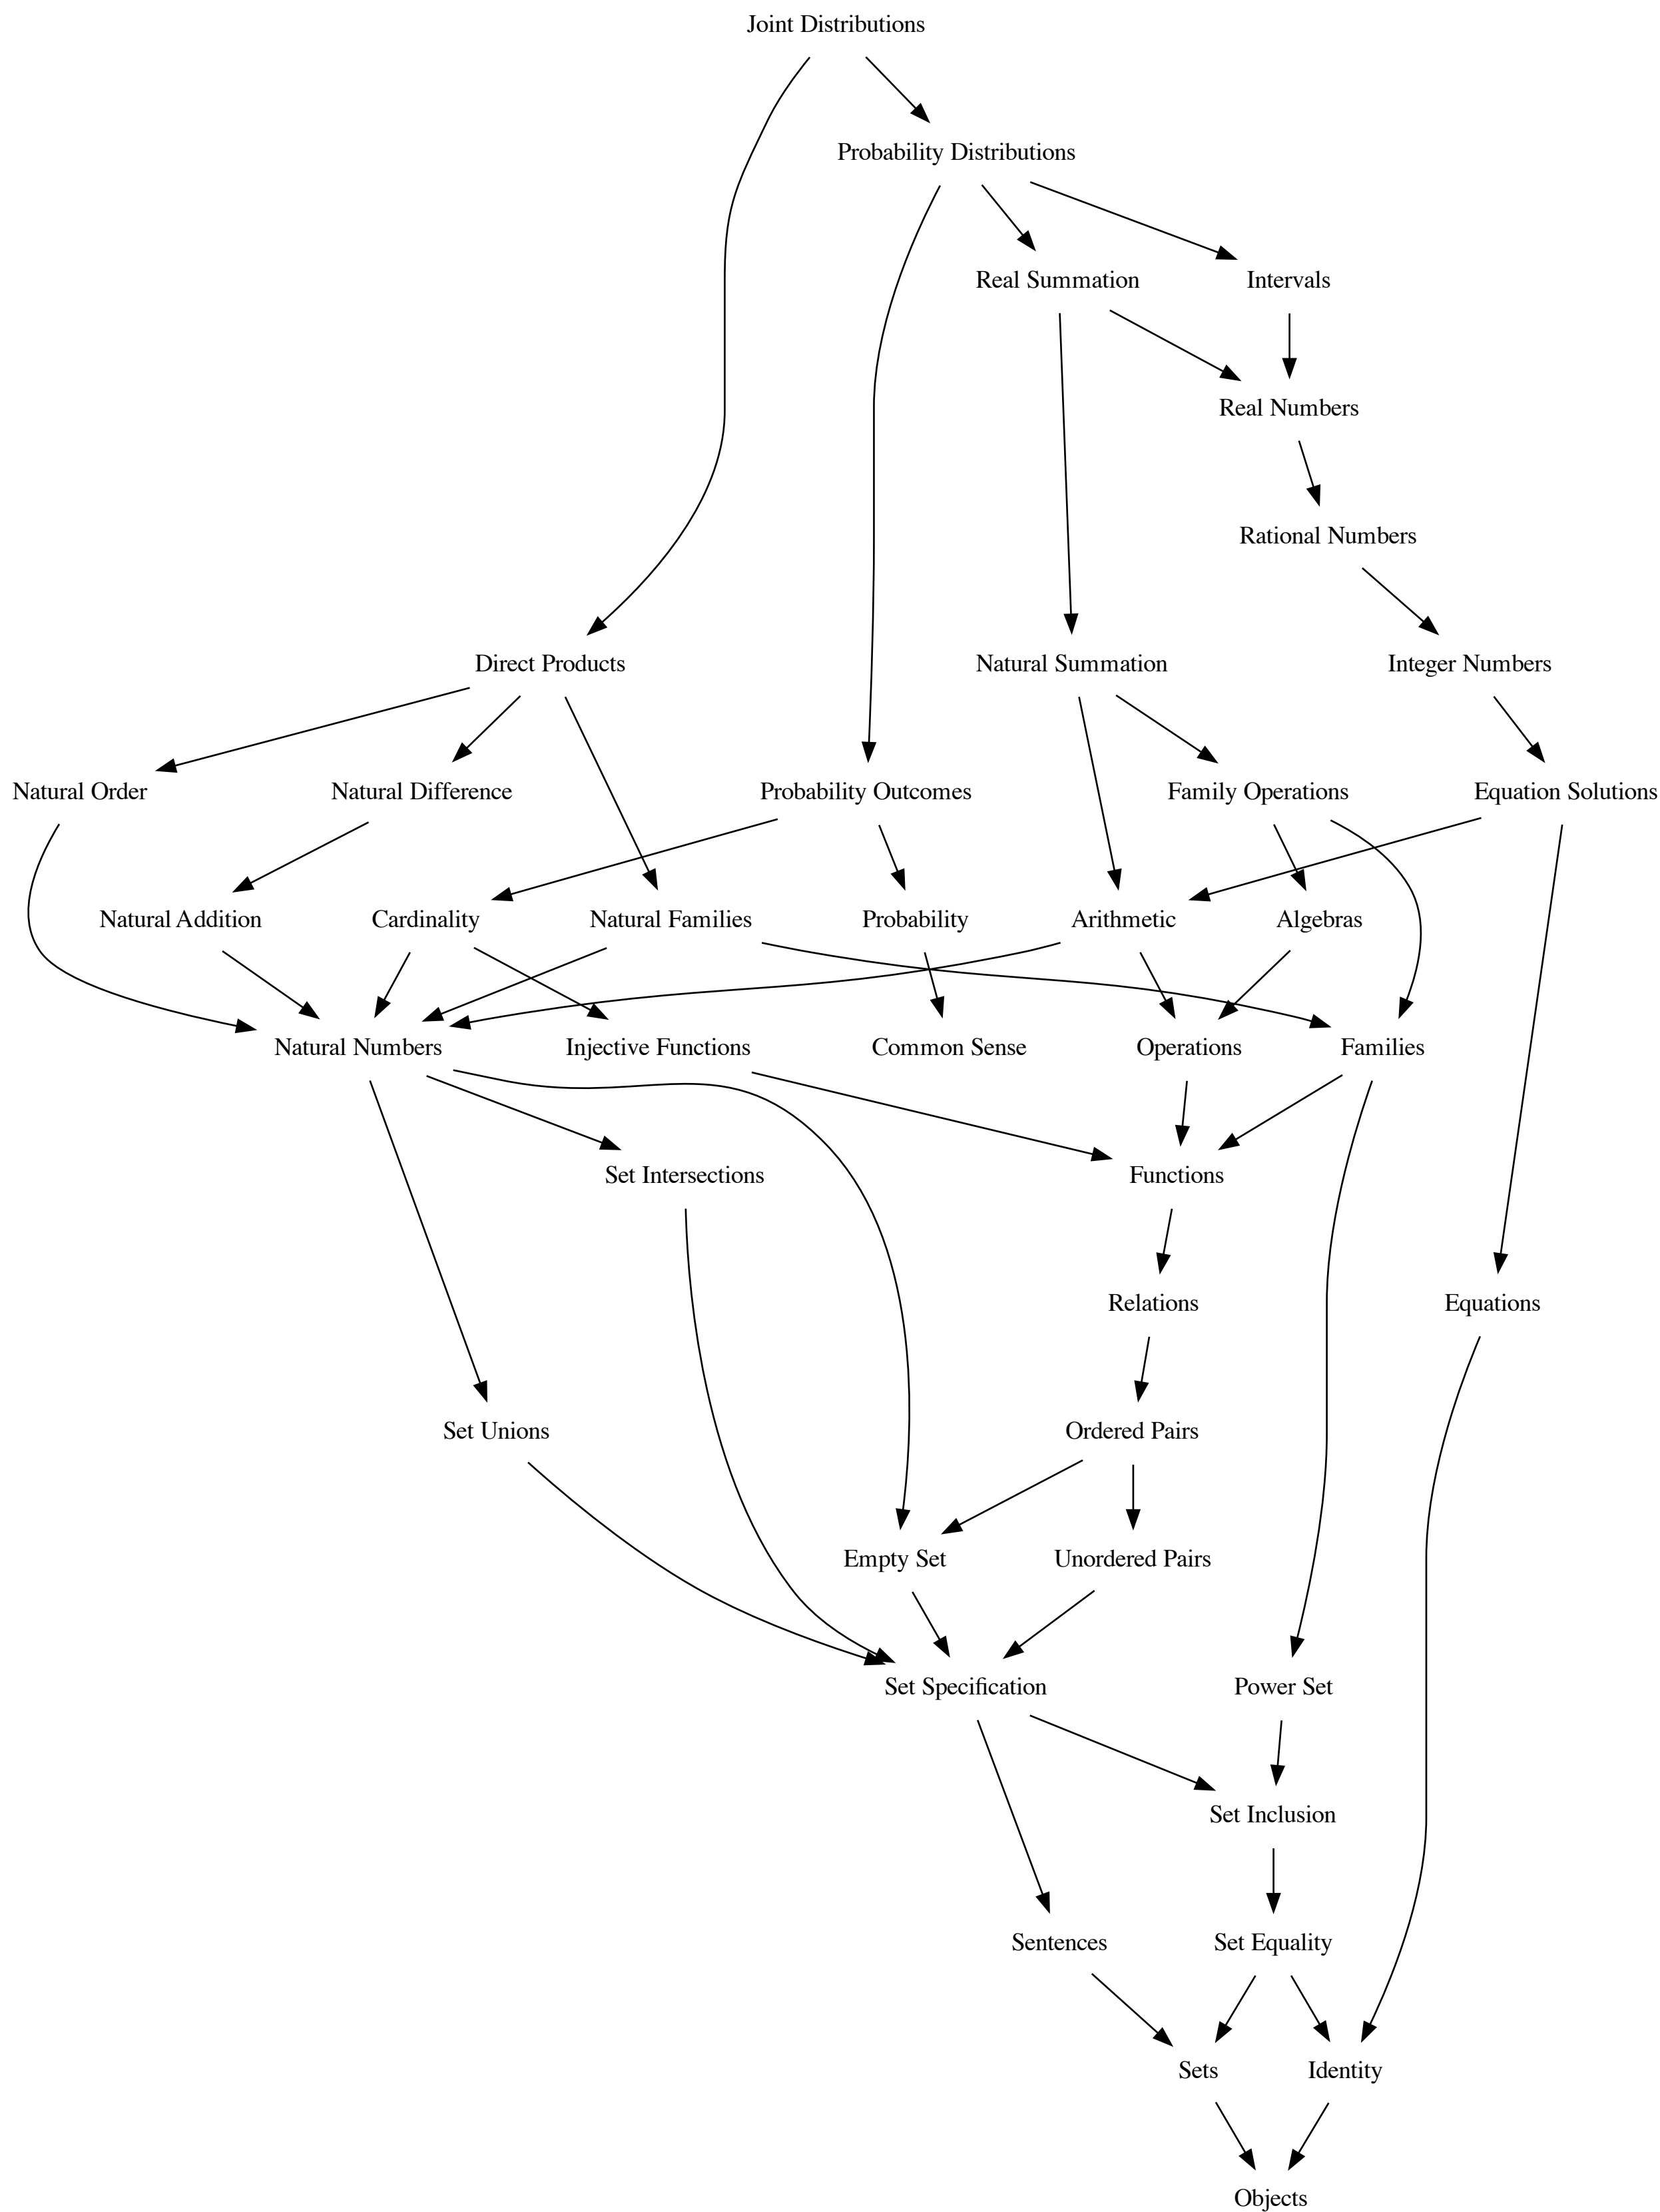 Joint Distributions
Probability Distributions
Real Summation
Intervals
Real Numbers
Rational Numbers
Direct Products
Natural Summation
Integer Numbers
Natural Order
Natural Difference
Probability Outcomes
Family Operations
Equation Solutions
Natural Addition
Cardinality
Natural Families
Probability
Arithmetic
Algebras
Natural Numbers
Injective Functions
Common Sense
Operations
Families
Set Intersections
Functions
Relations
Equations
Set Unions
Ordered Pairs
Empty Set
Unordered Pairs
Set Specification
Power Set
Set Inclusion
Sentences
Set Equality
Sets
Identity
Objects